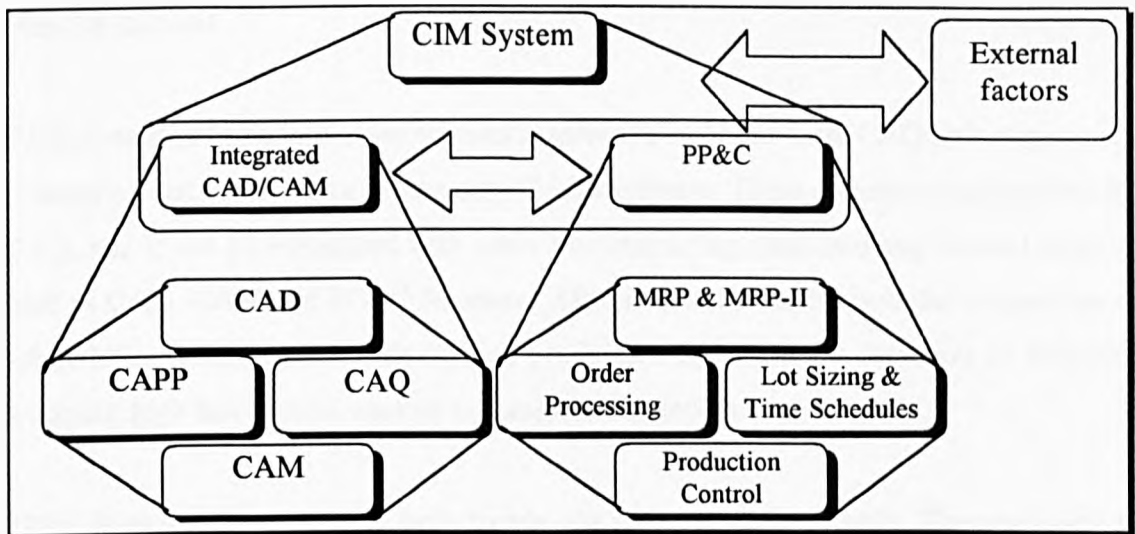 CIM System
External
factors
Integrated
CAD/CAM
PP&C
CAD
MRP & MRP-II
CAPP
CAQ
Order
Processing
Lot Sizing &
Time Schedules
CAM
Production
Control